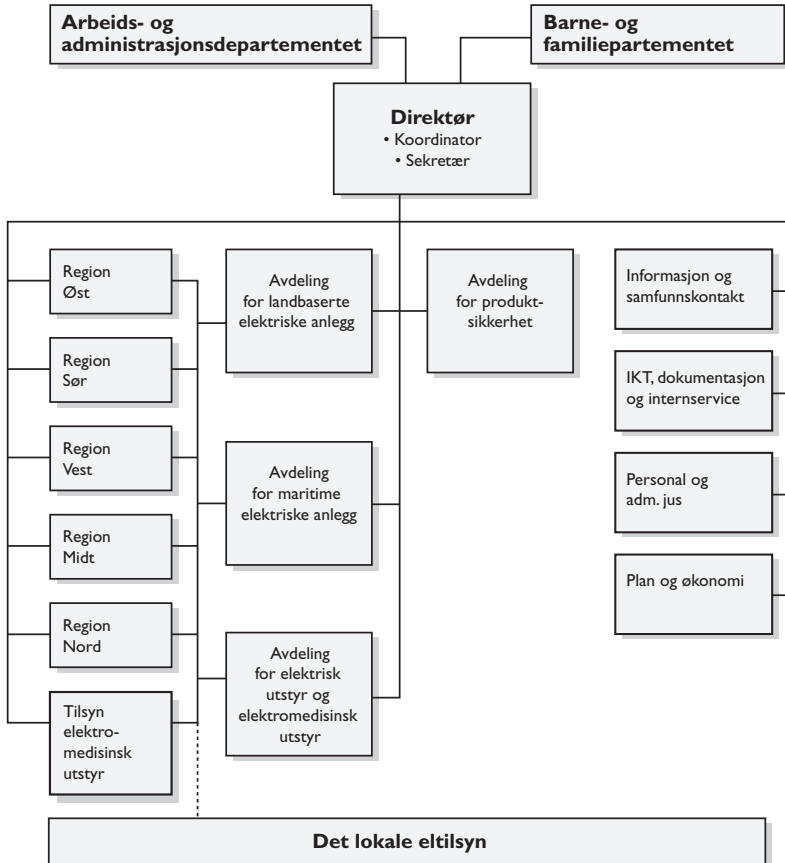 Arbeids- og
administrasjonsdepartementet
Barne- og
familiepartementet
Direktør
• Koordinator
• Sekretær
Region
Øst
Region
Sør
Region
Vest
Region
Midt
Region
Nord
Tilsyn
elektro-
medisinsk
utstyr
Avdeling
for landbaserte
elektriske anlegg
Avdeling
for maritime
elektriske anlegg
Avdeling
for elektrisk
utstyr og
elektromedisinsk
utstyr
Avdeling
for produkt-
sikkerhet
Informasjon og
samfunnskontakt
IKT, dokumentasjon
og internservice
Personal og
adm. jus
Plan og økonomi
Det lokale eltilsyn